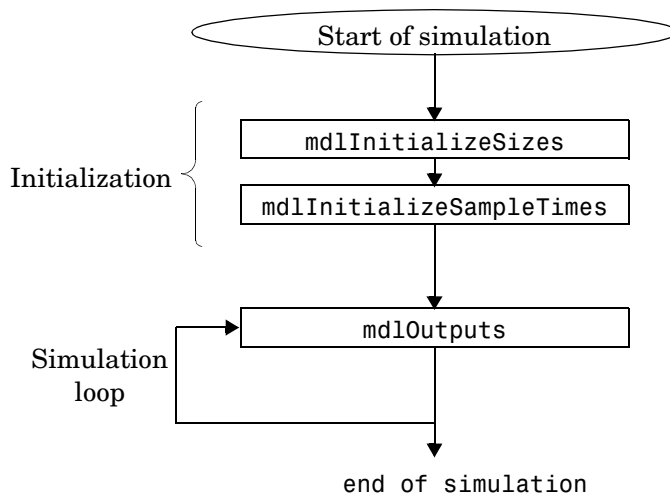 Start of simulation
mdlInitializeSizes
Initialization
mdlInitializeSampleTimes
mdlOutputs
Simulation
loop
end of simulation